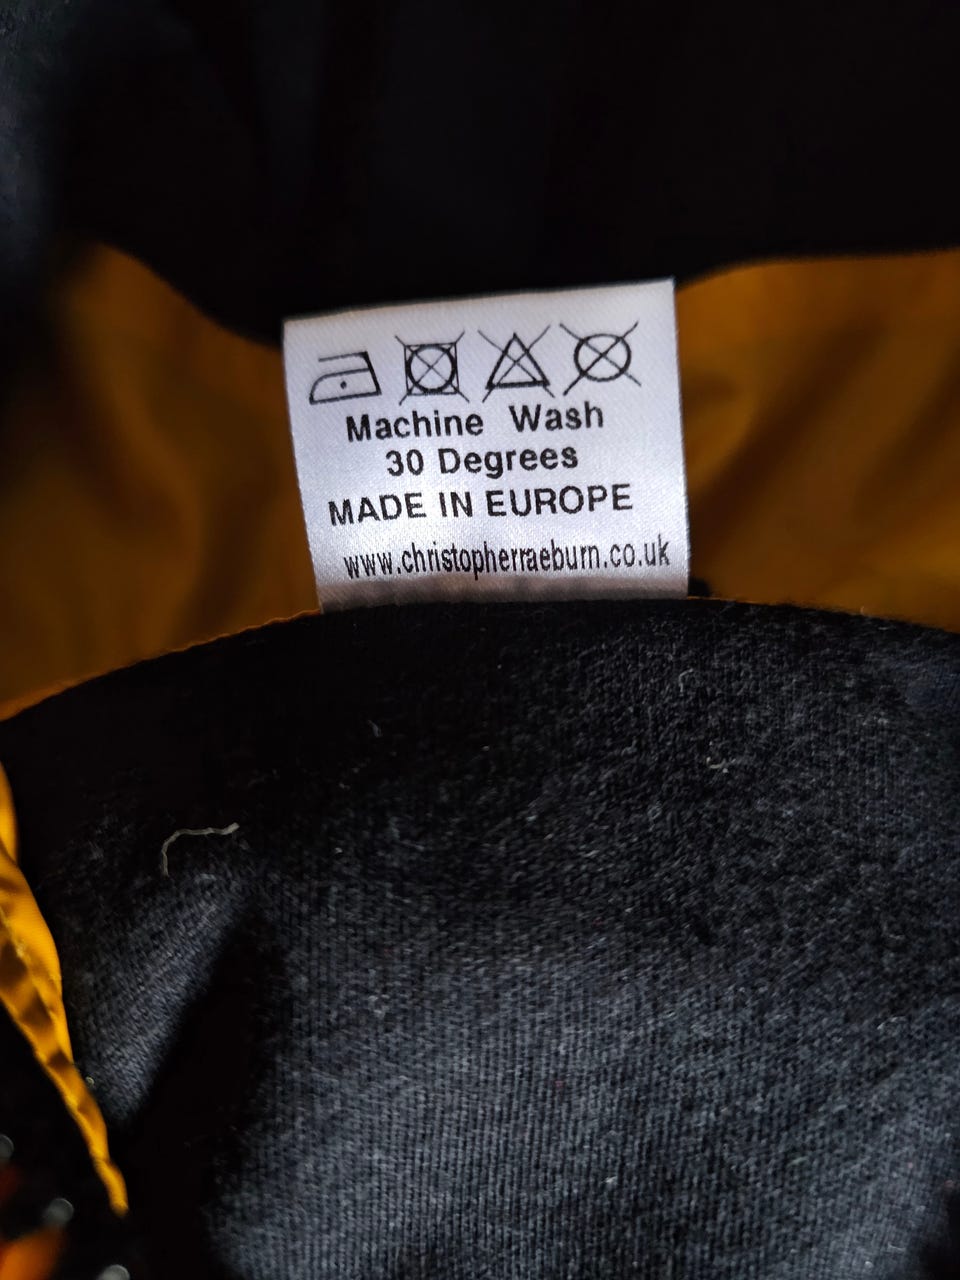 Machine Wash
30 Degrees
MADE IN EUROPE
www.christopherraeburn.co.uk